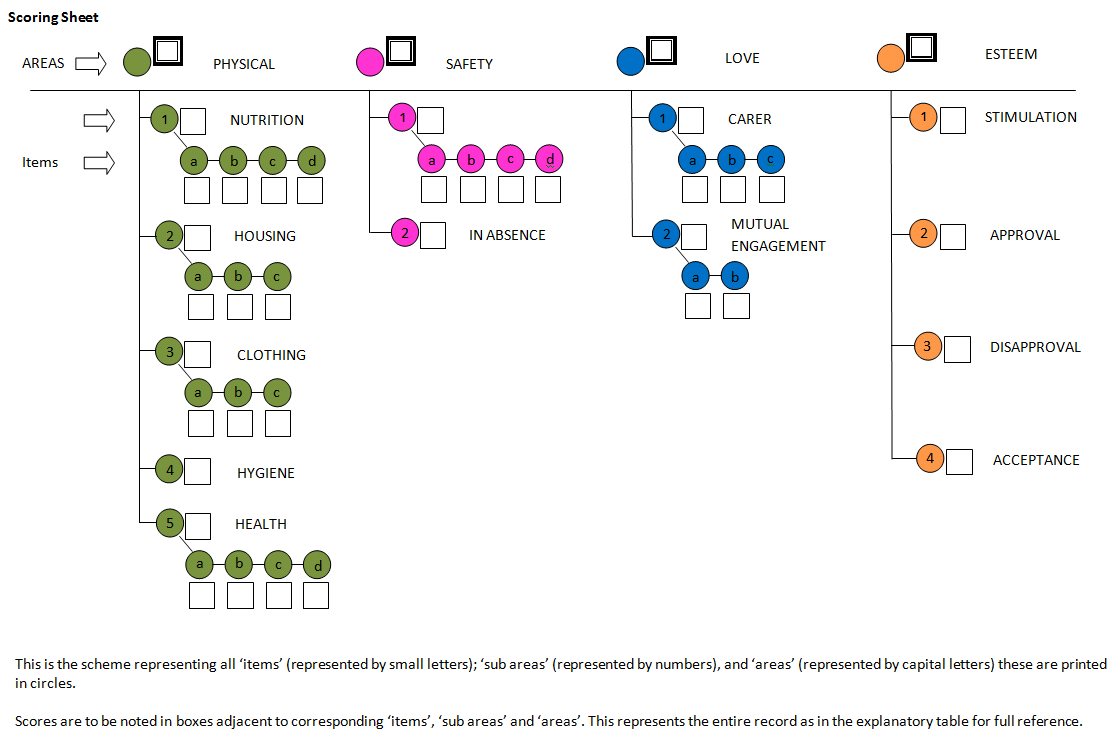 Scoring Sheet
AREAS PHYSICAL SAFETY LOVE ESTEEM
1 NUTRITION 1 1 CARER 1 STIMULATION
Items a b c d a b c d a b c
2 HOUSING 2 IN ABSENCE 2 MUTUAL ENGAGEMENT 2 APPROVAL
a b c a b
3 CLOTHING 3 DISAPPROVAL
a b c
4 HYGIENE 4 ACCEPTANCE
5 HEALTH
a b c d
This is the scheme representing all ‘items’ (represented by small letters); ‘sub areas’ (represented by numbers), and ‘areas’ (represented by capital letters) these are printed
in circles.
Scores are to be noted in boxes adjacent to corresponding ‘items’, ‘sub areas’ and ‘areas’. This represents the entire record as in the explanatory table for full reference.